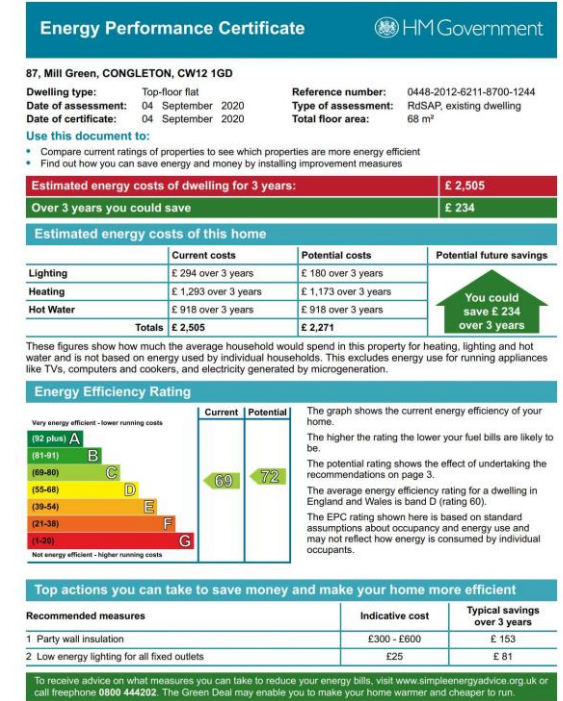 Energy Performance Certificate
HM Government
87, Mill Green, CONGLETON, CW12 1GD
Dwelling type: Top-floor flat
Date of assessment: 04 September 2020
Date of certificate: 04 September 2020
Reference number: 0448-2012-6211-8700-1244
Type of assessment: RdSAP, existing dwelling
Total floor area: 68 m²
Use this document to:
• Compare current ratings of properties to see which properties are more energy efficient
• Find out how you can save energy and money by installing improvement measures
Estimated energy costs of dwelling for 3 years: £ 2,505
Over 3 years you could save £ 234
Estimated energy costs of this home
Current costs Potential costs Potential future savings
Lighting £ 294 over 3 years £ 180 over 3 years
Heating £ 1,293 over 3 years £ 1,173 over 3 years
Hot Water £ 918 over 3 years £ 918 over 3 years
Totals £ 2,505 £ 2,271
You could
save £ 234
over 3 years
These figures show how much the average household would spend in this property for heating, lighting and hot
water and is not based on energy used by individual households. This excludes energy use for running appliances
like TVs, computers and cookers, and electricity generated by microgeneration.
Energy Efficiency Rating
Current Potential
Very energy efficient - lower running costs
(92 plus) A
(81-91) B
(69-80) C
(55-68) D
(39-54) E
(21-38) F
(1-20) G
69 72
Not energy efficient - higher running costs
The graph shows the current energy efficiency of your
home.
The higher the rating the lower your fuel bills are likely to
be.
The potential rating shows the effect of undertaking the
recommendations on page 3.
The average energy efficiency rating for a dwelling in
England and Wales is band D (rating 60).
The EPC rating shown here is based on standard
assumptions about occupancy and energy use and
may not reflect how energy is consumed by individual
occupants.
Top actions you can take to save money and make your home more efficient
Recommended measures Indicative cost Typical savings
over 3 years
1 Party wall insulation £300 - £600 £ 153
2 Low energy lighting for all fixed outlets £25 £ 81
To receive advice on what measures you can take to reduce your energy bills, visit www.simpleenergyadvice.org.uk or
call freephone 0800 444202. The Green Deal may enable you to make your home warmer and cheaper to run.